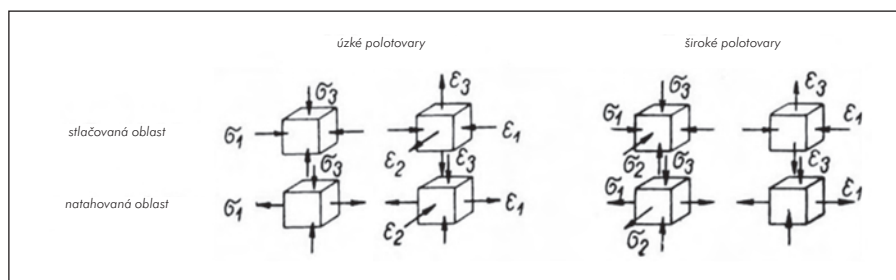 úzké polotovary široké polotovary
σ3 ε3 σ3 ε3
stlačovaná oblast σ1 ε1 σ1 ε1
ε2 σ2
σ3 ε3 σ3 ε3
natahovaná oblast σ1 ε1 σ1 ε1
ε2 σ2